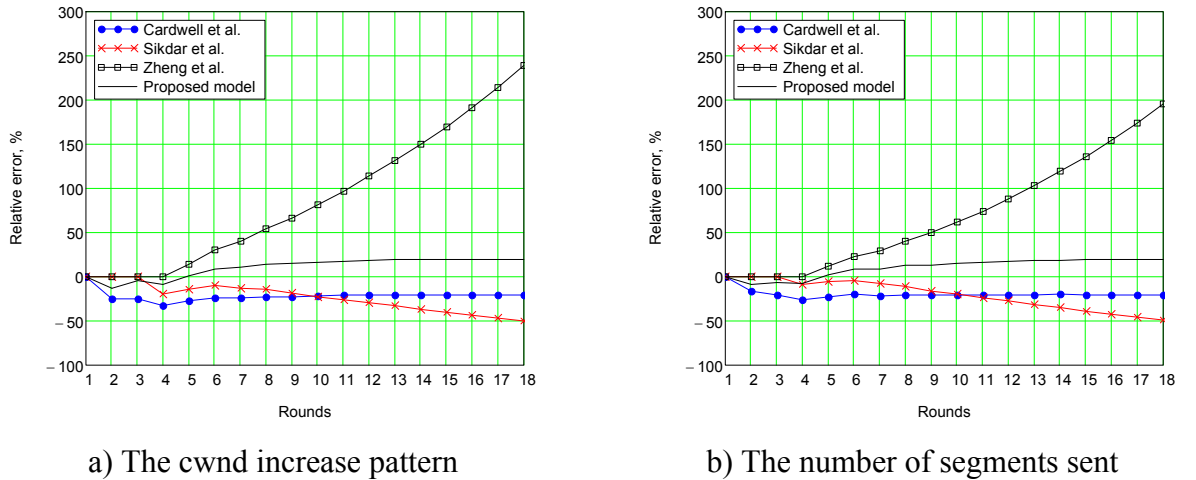 300
250
200
150
100
50
0
– 50
– 100
Relative error, %
Cardwell et al.
Sikdar et al.
Zheng et al.
Proposed model
1 2 3 4 5 6 7 8 9 10 11 12 13 14 15 16 17 18
Rounds
a) The cwnd increase pattern
300
250
200
150
100
50
0
– 50
– 100
Relative error, %
Cardwell et al.
Sikdar et al.
Zheng et al.
Proposed model
1 2 3 4 5 6 7 8 9 10 11 12 13 14 15 16 17 18
Rounds
b) The number of segments sent